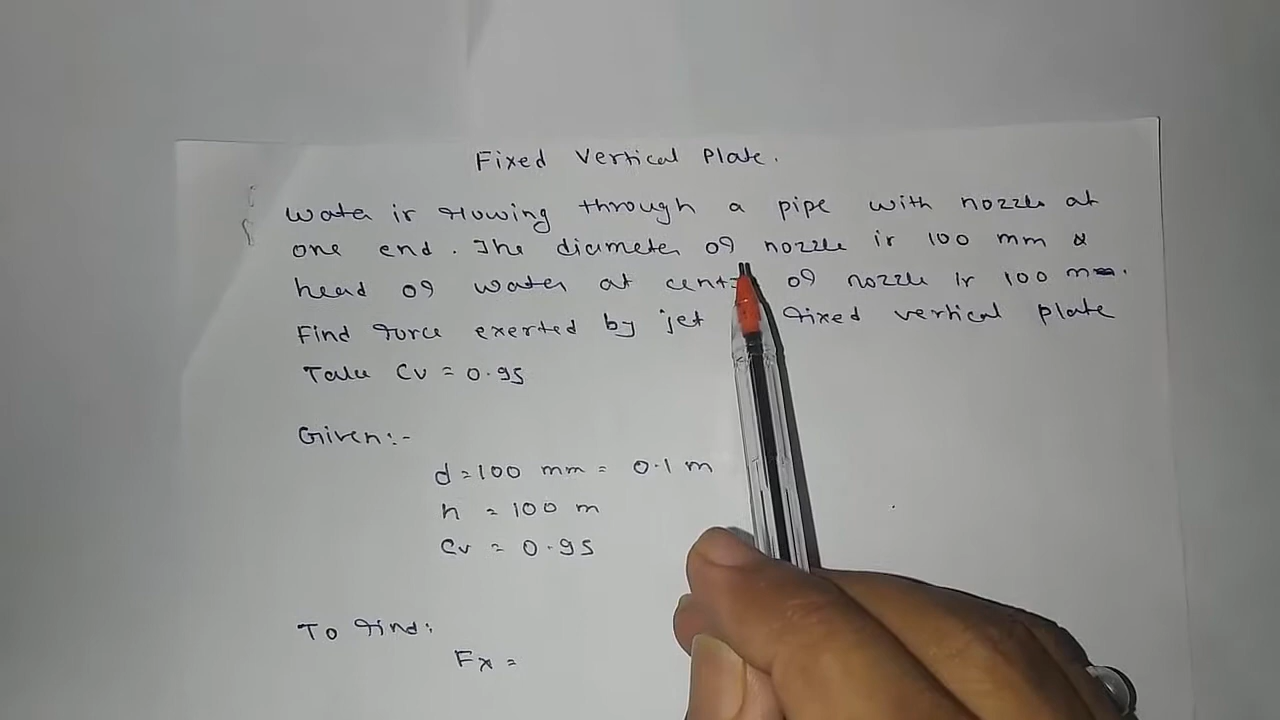 Fixed Vertical Plate.
Water is flowing through a pipe with nozzle at
one end. The diameter of nozzle is 100 mm &
head of water at of nozzle is 100 m.
Find force exerted by jet fixed vertical plate
Take Cv = 0.95
Given:-
d = 100 mm = 0.1 m
h = 100 m
Cv = 0.95
To find:
Fx =